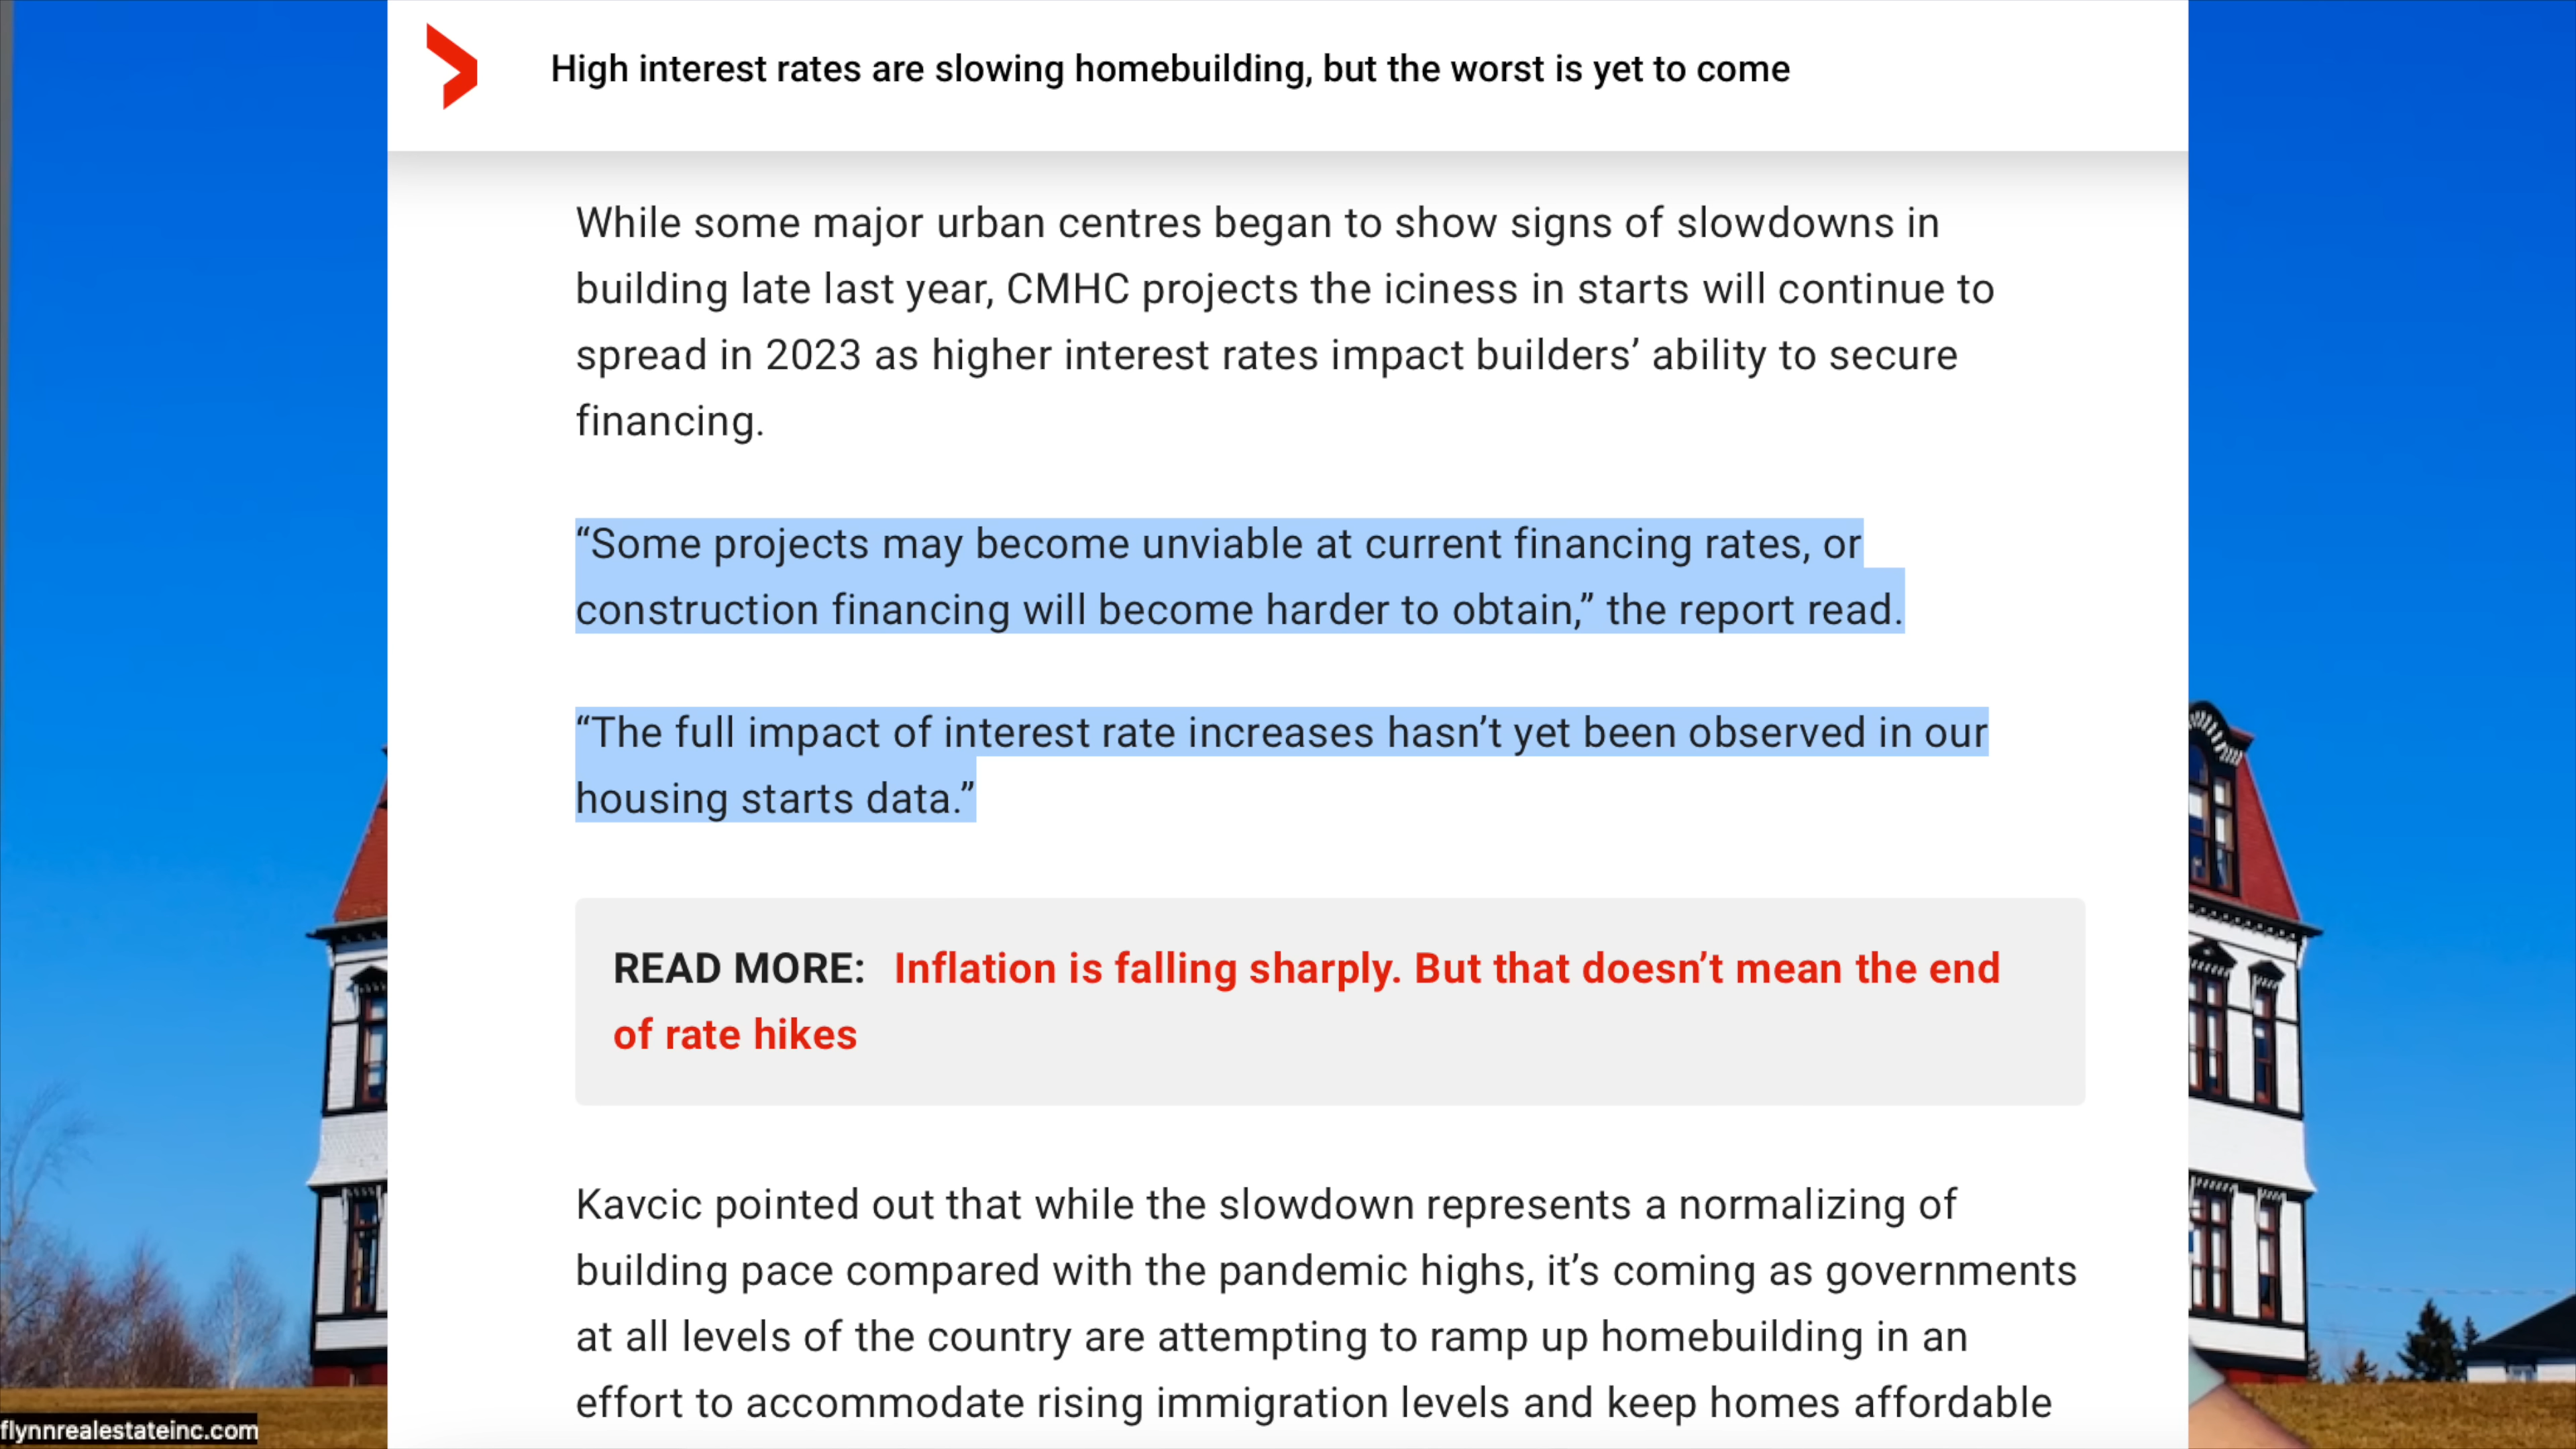 High interest rates are slowing homebuilding, but the worst is yet to come
While some major urban centres began to show signs of slowdowns in
building late last year, CMHC projects the iciness in starts will continue to
spread in 2023 as higher interest rates impact builders’ ability to secure
financing.
“Some projects may become unviable at current financing rates, or
construction financing will become harder to obtain,” the report read.
“The full impact of interest rate increases hasn’t yet been observed in our
housing starts data.”
READ MORE: Inflation is falling sharply. But that doesn’t mean the end
of rate hikes
Kavcic pointed out that while the slowdown represents a normalizing of
building pace compared with the pandemic highs, it’s coming as governments
at all levels of the country are attempting to ramp up homebuilding in an
effort to accommodate rising immigration levels and keep homes affordable
flynnrealestateinc.com